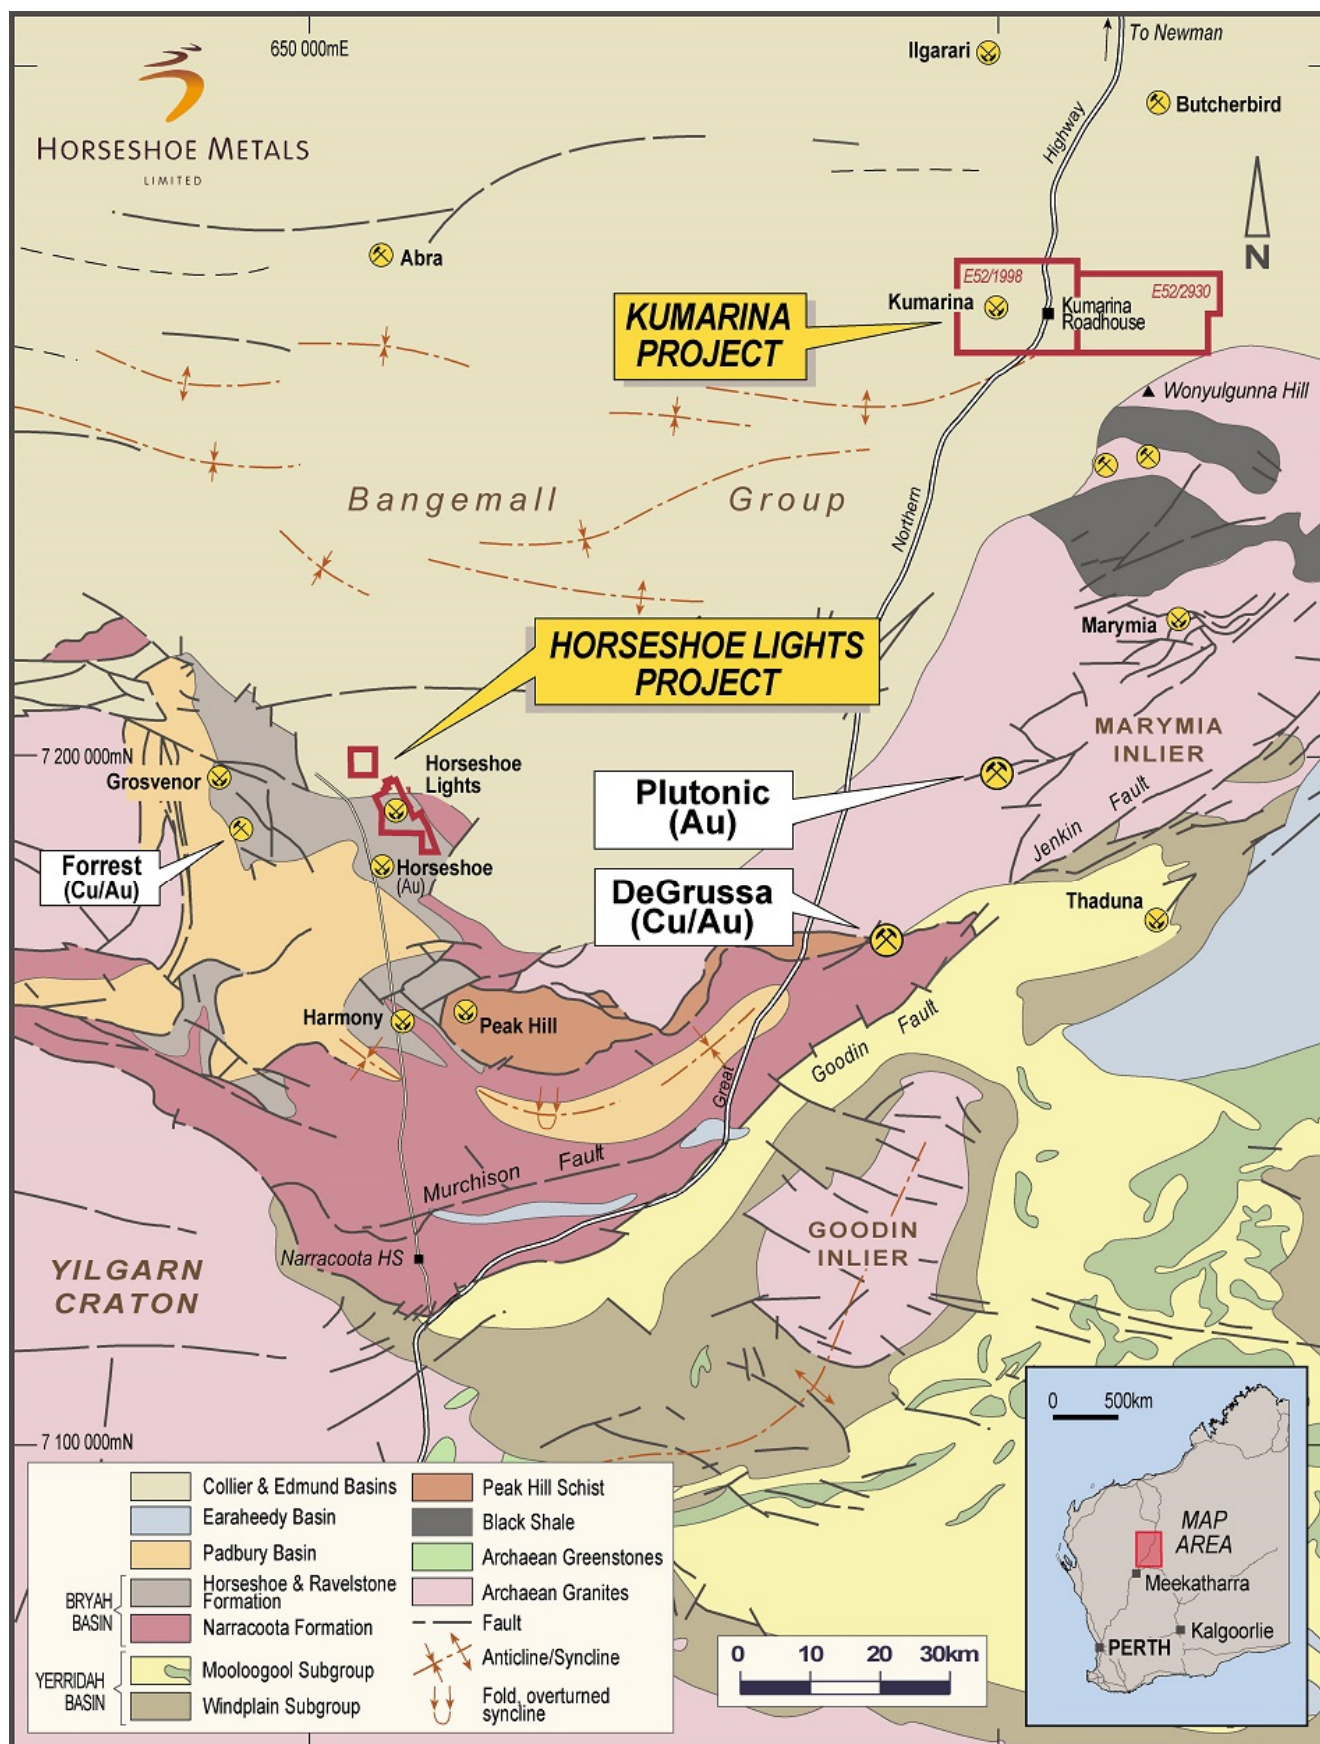 650 000mE
To Newman
Ilgarari
Butcherbird
HORSESHOE METALS
LIMITED
Highway
N
Abra
E52/1998
E52/2930
Kumarina
Kumarina
Roadhouse
KUMARINA
PROJECT
Wonyulgunna Hill
Bangemall Group
Northern
Marymia
HORSESHOE LIGHTS
PROJECT
MARYMIA
INLIER
7 200 000mN
Grosvenor
Horseshoe
Lights
Plutonic
(Au)
Jenkin Fault
Forrest
(Cu/Au)
Horseshoe
(Au)
DeGrussa
(Cu/Au)
Thaduna
Harmony
Peak Hill
Goodin Fault
Great
Murchison Fault
GOODIN
INLIER
Narracoota HS
YILGARN
CRATON
7 100 000mN
Collier & Edmund Basins
Earaheedy Basin
Padbury Basin
BRYAH
BASIN
Horseshoe & Ravelstone
Formation
Narracoota Formation
YERRIDAH
BASIN
Mooloogool Subgroup
Windplain Subgroup
Peak Hill Schist
Black Shale
Archaean Greenstones
Archaean Granites
Fault
Anticline/Syncline
Fold, overturned
syncline
0 10 20 30km
0 500km
MAP
AREA
Meekatharra
Kalgoorlie
PERTH